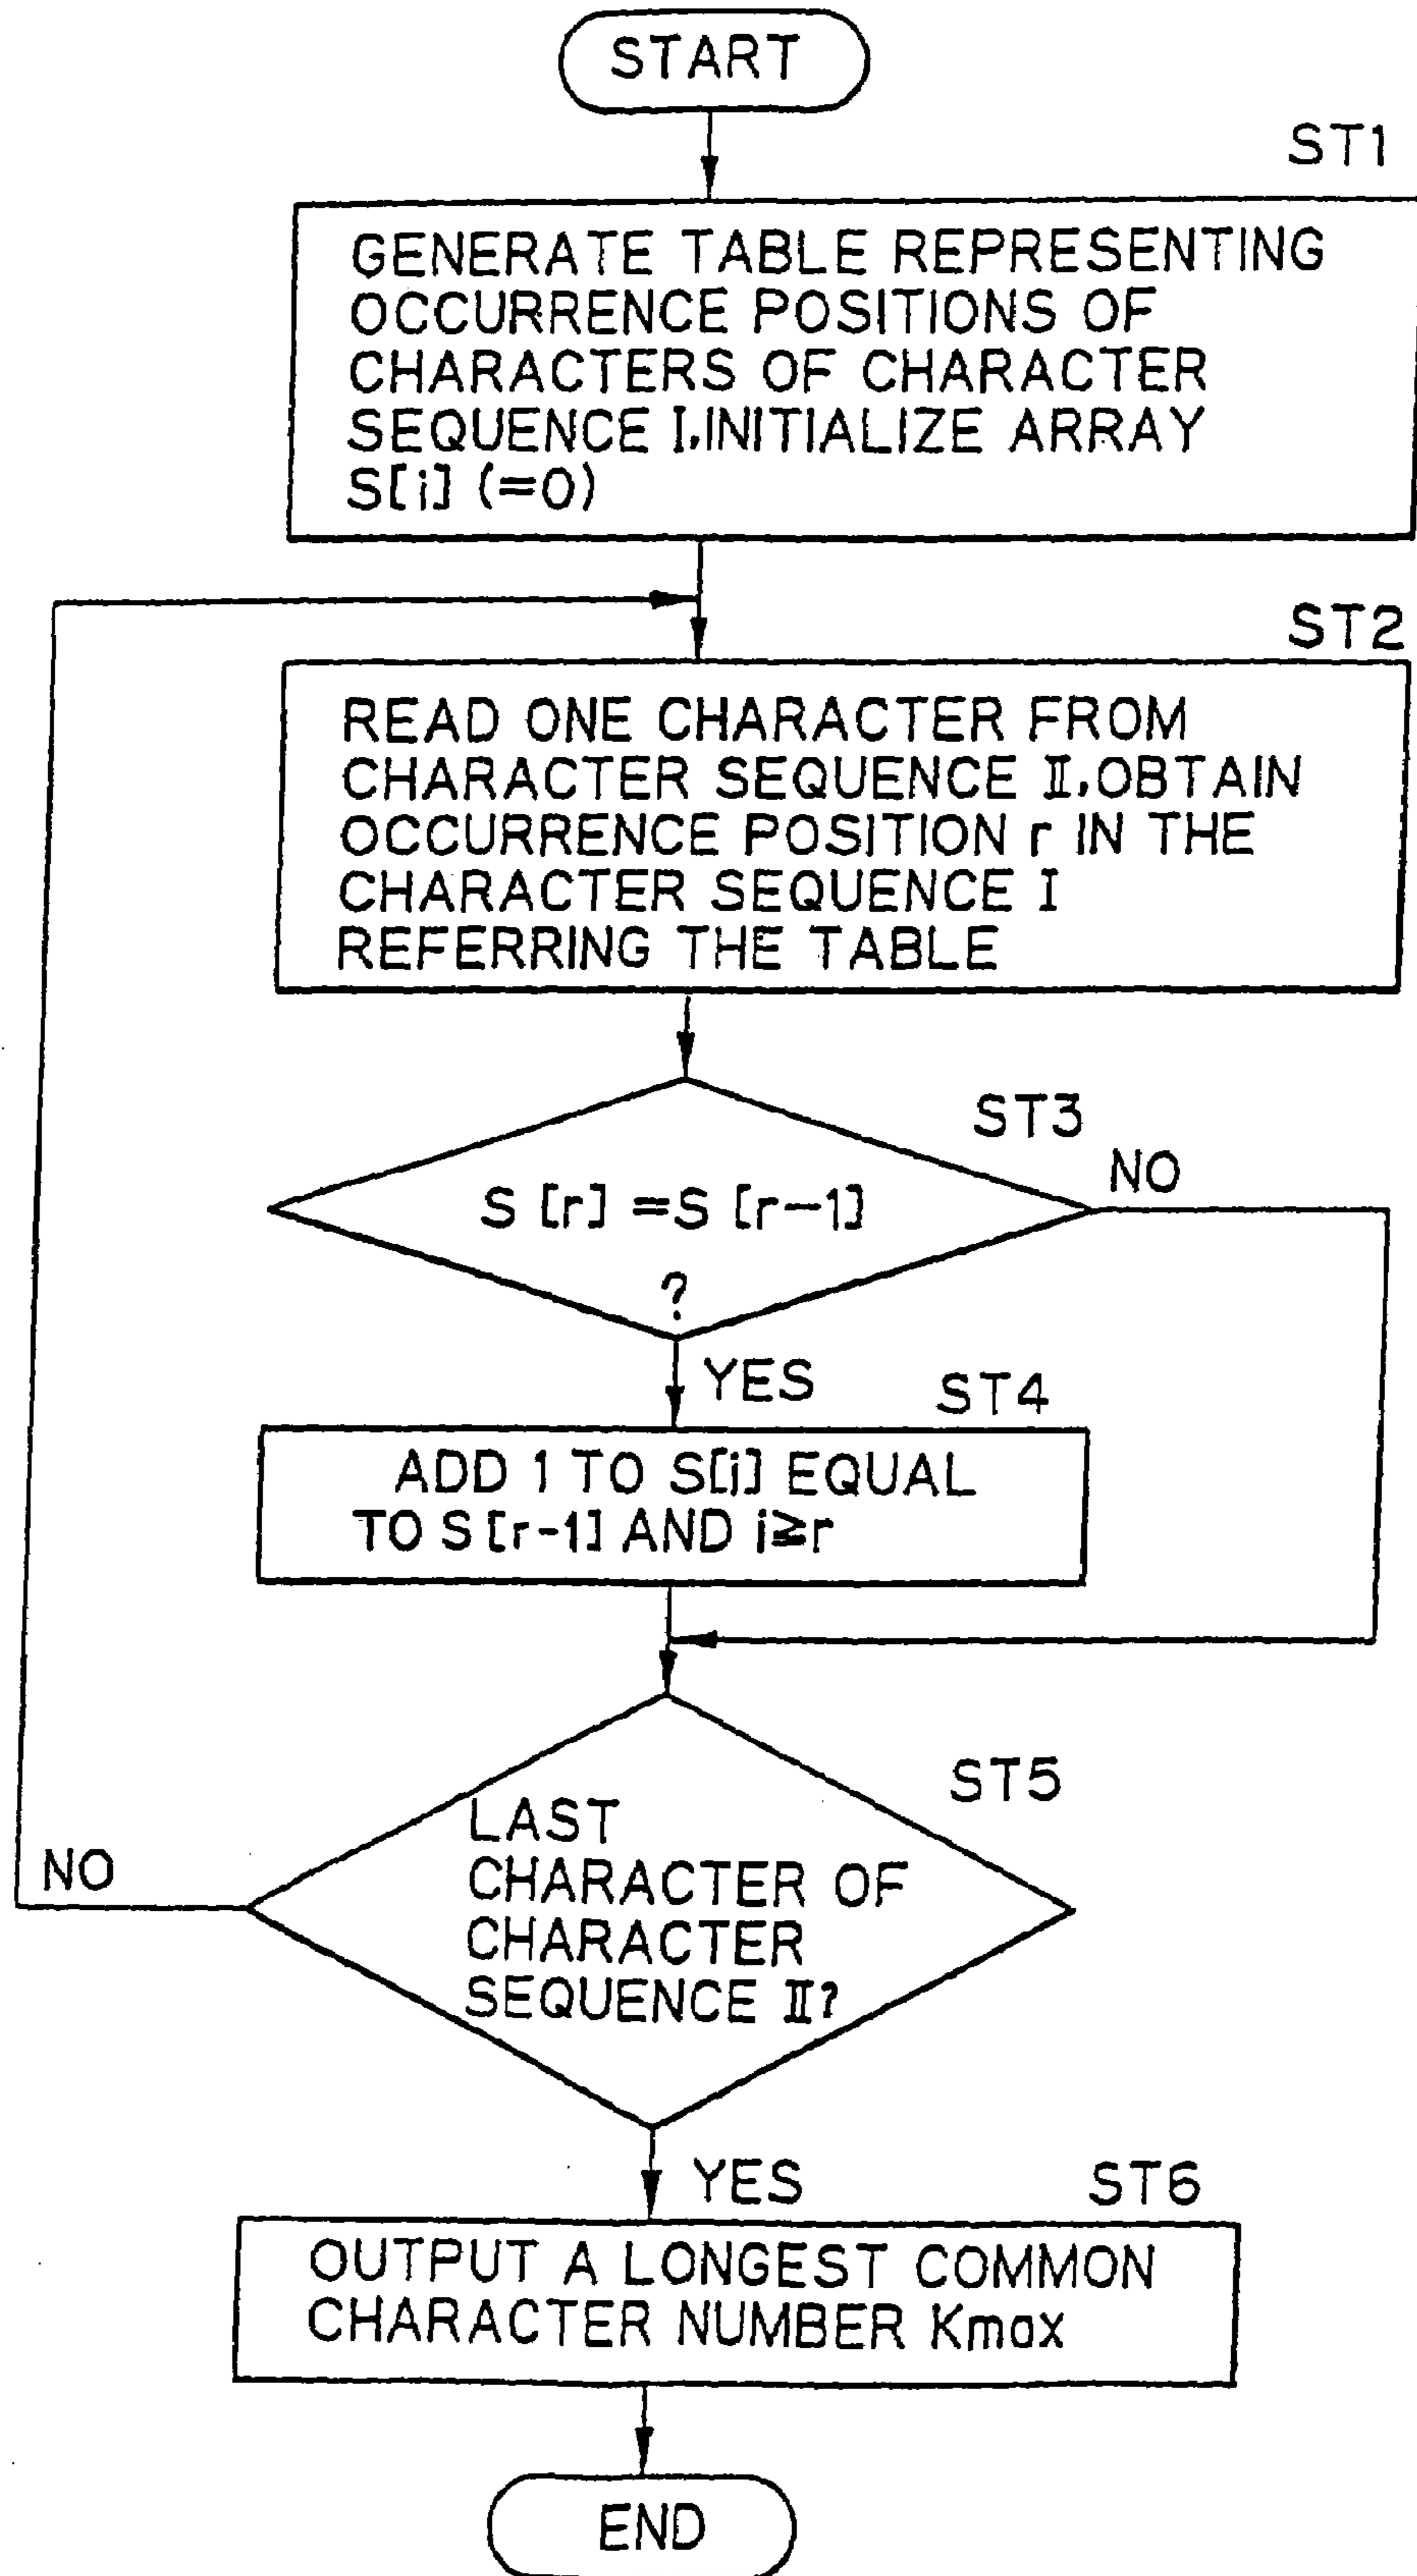 START
ST1
GENERATE TABLE REPRESENTING
OCCURRENCE POSITIONS OF
CHARACTERS OF CHARACTER
SEQUENCE I.INITIALIZE ARRAY
S[i] (=0)
ST2
READ ONE CHARACTER FROM
CHARACTER SEQUENCE II.OBTAIN
OCCURRENCE POSITION r IN THE
CHARACTER SEQUENCE I
REFERRING THE TABLE
ST3
NO
S [r] =S [r-1]
?
YES
ST4
ADD 1 TO S[i] EQUAL
TO S[r-1] AND i≧r
ST5
LAST
CHARACTER OF
CHARACTER
SEQUENCE II?
NO
YES
ST6
OUTPUT A LONGEST COMMON
CHARACTER NUMBER Kmax
END